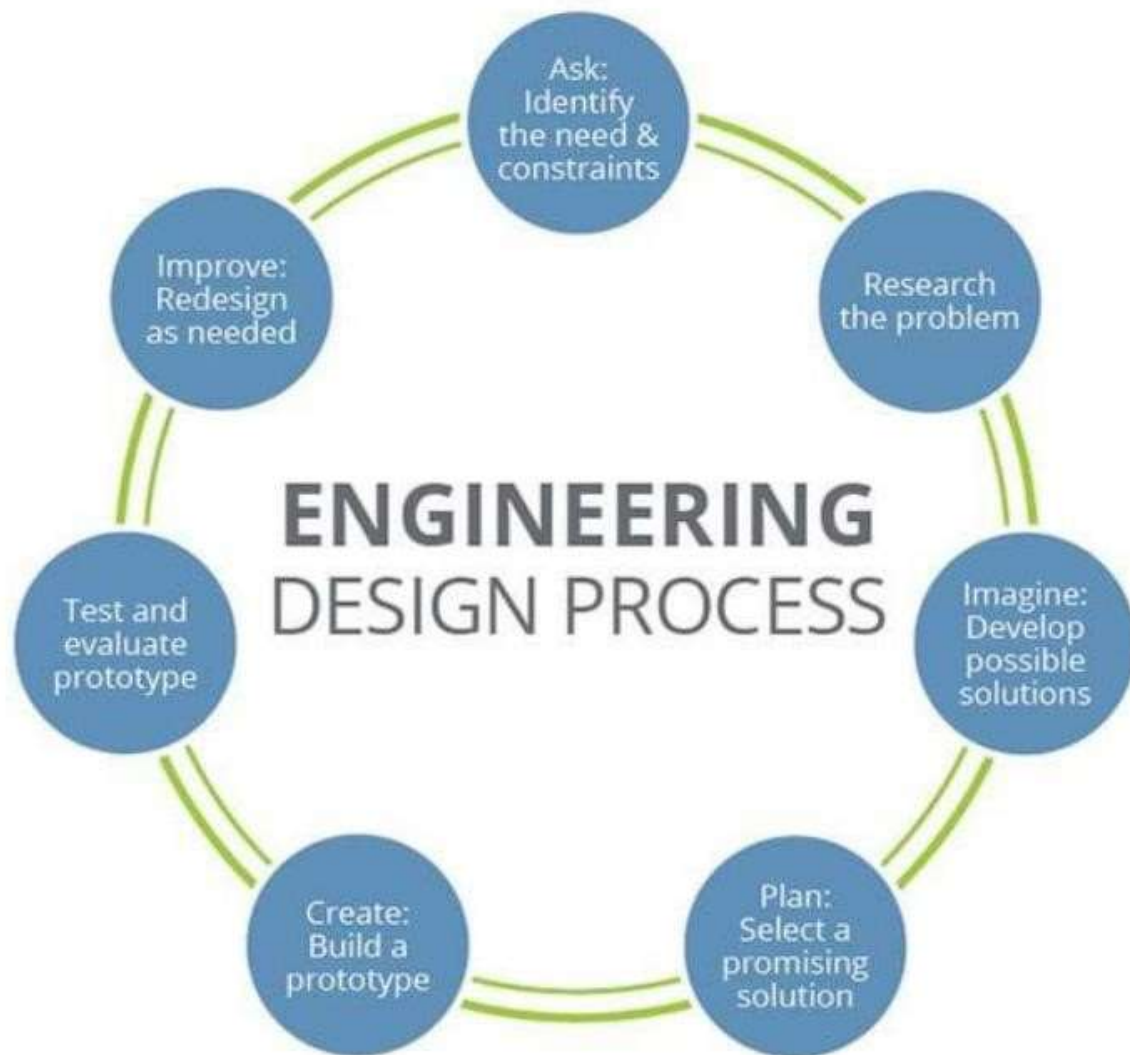 Ask:
Identify
the need &
constraints
Research
the problem
Imagine:
Develop
possible
solutions
Plan:
Select a
promising
solution
Create:
Build a
prototype
Test and
evaluate
prototype
Improve:
Redesign
as needed
ENGINEERING
DESIGN PROCESS